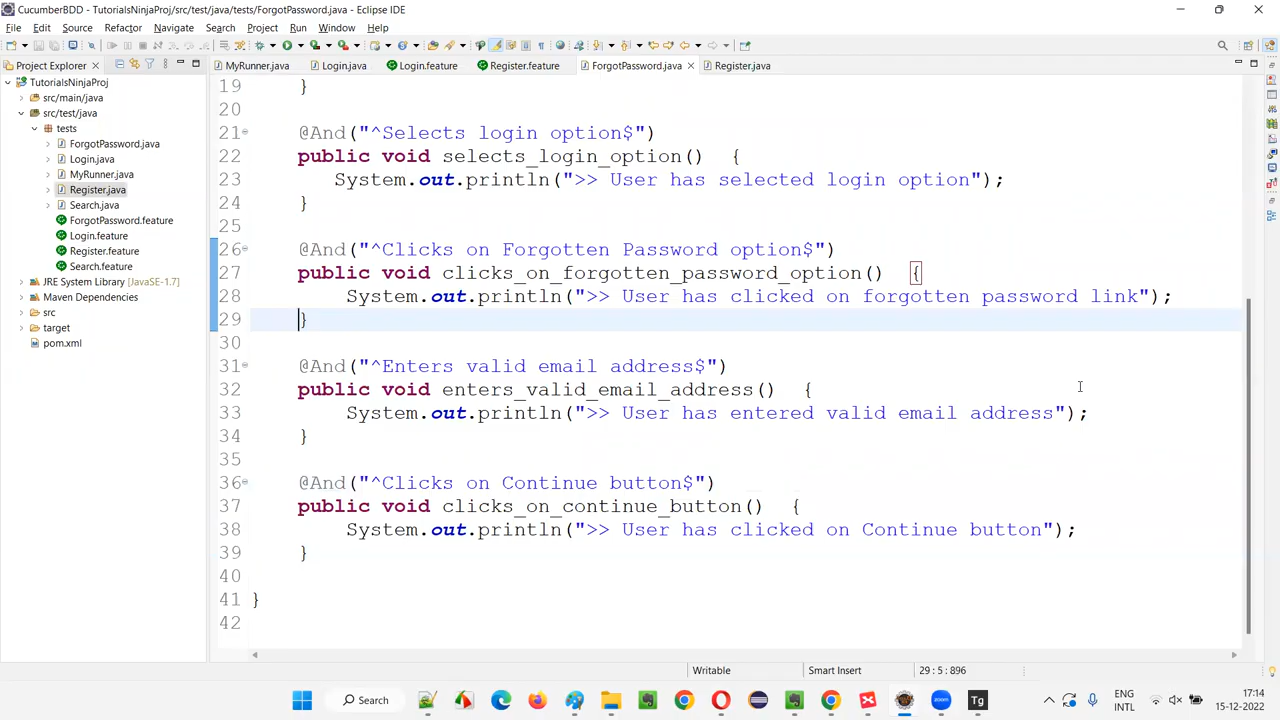 CucumberBDD - TutorialsNinjaProj/src/test/java/tests/ForgotPassword.java - Eclipse IDE
File Edit Source Refactor Navigate Search Project Run Window Help
Project Explorer
MyRunner.java Login.java Login.feature Register.feature ForgotPassword.java Register.java
TutorialsNinjaProj
src/main/java
src/test/java
tests
ForgotPassword.java
Login.java
MyRunner.java
Register.java
Search.java
ForgotPassword.feature
Login.feature
Register.feature
Search.feature
JRE System Library [JavaSE-1.7]
Maven Dependencies
src
target
pom.xml
19 }
20
21 @And("^Selects login option$")
22 public void selects_login_option() {
23 System.out.println(">> User has selected login option");
24 }
25
26 @And("^Clicks on Forgotten Password option$")
27 public void clicks_on_forgotten_password_option() {
28 System.out.println(">> User has clicked on forgotten password link");
29 }
30
31 @And("^Enters valid email address$")
32 public void enters_valid_email_address() {
33 System.out.println(">> User has entered valid email address");
34 }
35
36 @And("^Clicks on Continue button$")
37 public void clicks_on_continue_button() {
38 System.out.println(">> User has clicked on Continue button");
39 }
40
41 }
42
Writable Smart Insert 29 : 5 : 896
Search
zoom
Tg
ENG
INTL
17:14
15-12-2022